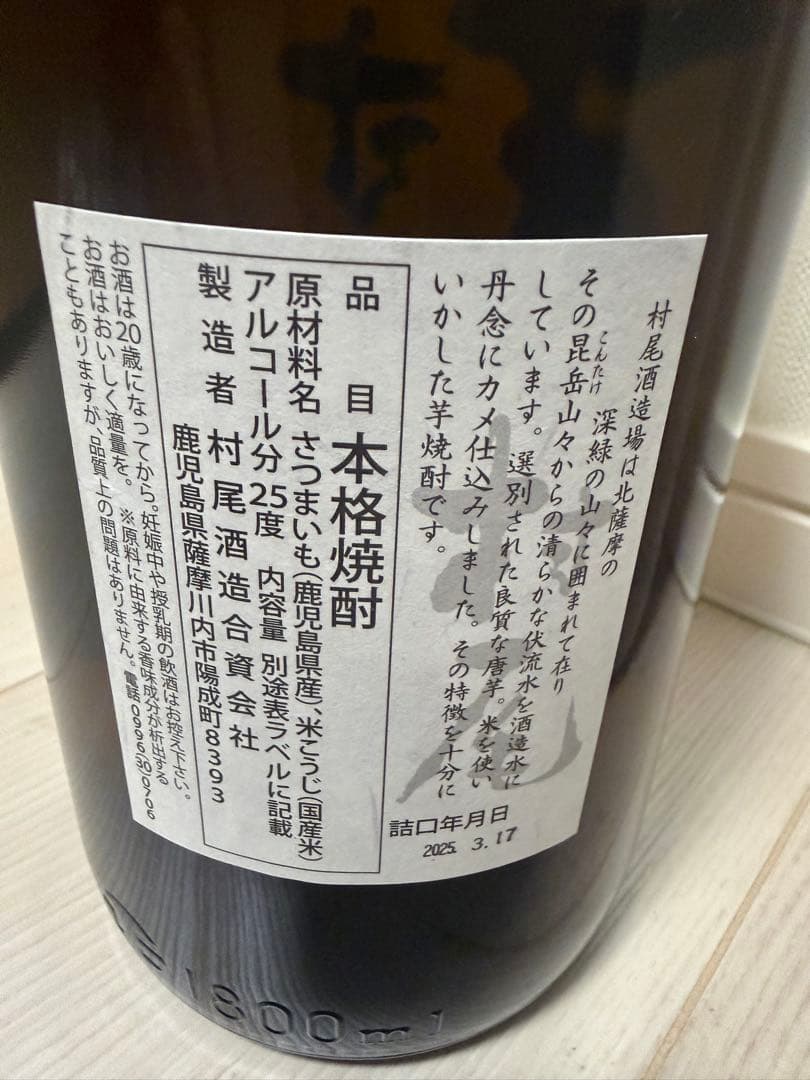 村尾酒造場は北薩摩の
こんたけ
その昆岳 深緑の山々に囲まれて在り
山々からの清らかな伏流水を酒造水に
しています。選別された良質な唐芋。米を使い
丹念にカメ仕込みしました。その特徴を十分に
いかした芋焼酎です。
村尾
詰口年月日
2025. 3.17
品目 本格焼酎
原材料名 さつまいも(鹿児島県産)、米こうじ(国産米)
アルコール分 25度 内容量 別途表ラベルに記載
製造者 村尾酒造合資会社
鹿児島県薩摩川内市陽成町8393
お酒は20歳になってから。妊娠中や授乳期の飲酒はお控え下さい。
お酒はおいしく適量を。 ※原料に由来する香味成分が析出する
こともありますが、品質上の問題はありません。電話0996(30)0706
1800ml